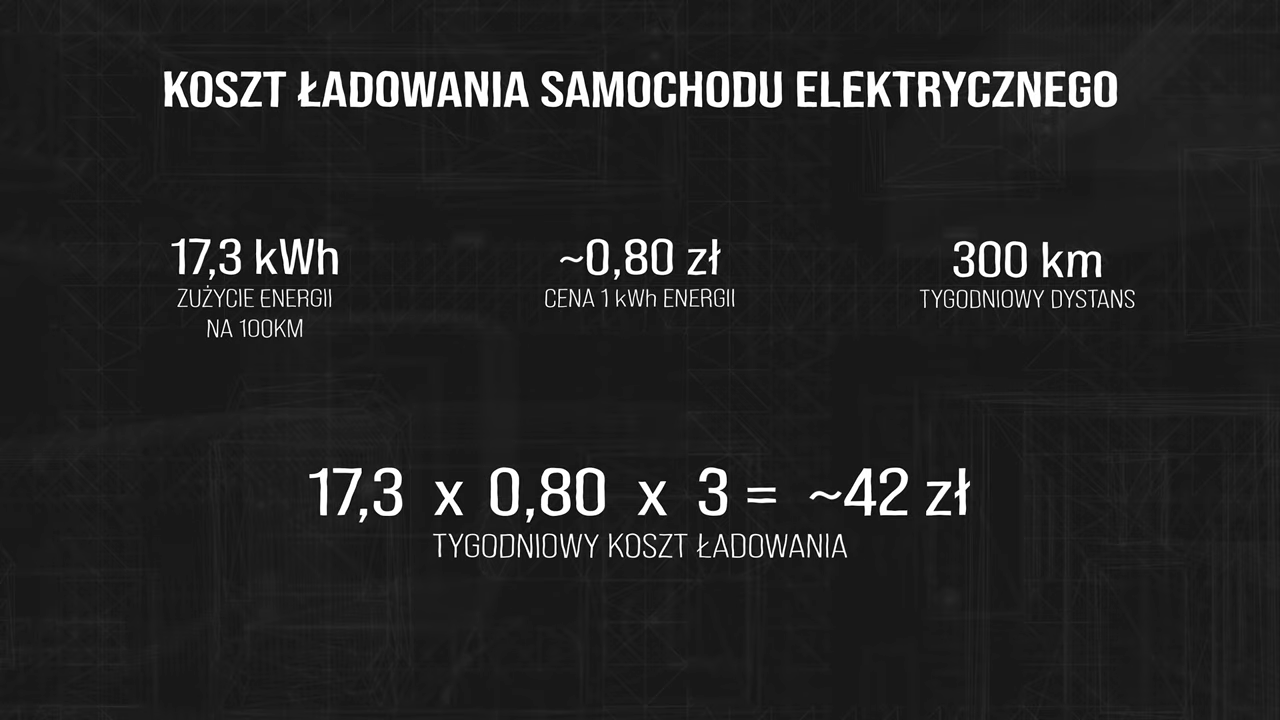 KOSZT ŁADOWANIA SAMOCHODU ELEKTRYCZNEGO
17,3 kWh
ZUŻYCIE ENERGII
NA 100KM
~0,80 zł
CENA 1 kWh ENERGII
300 km
TYGODNIOWY DYSTANS
17,3 x 0,80 x 3 = ~42 zł
TYGODNIOWY KOSZT ŁADOWANIA